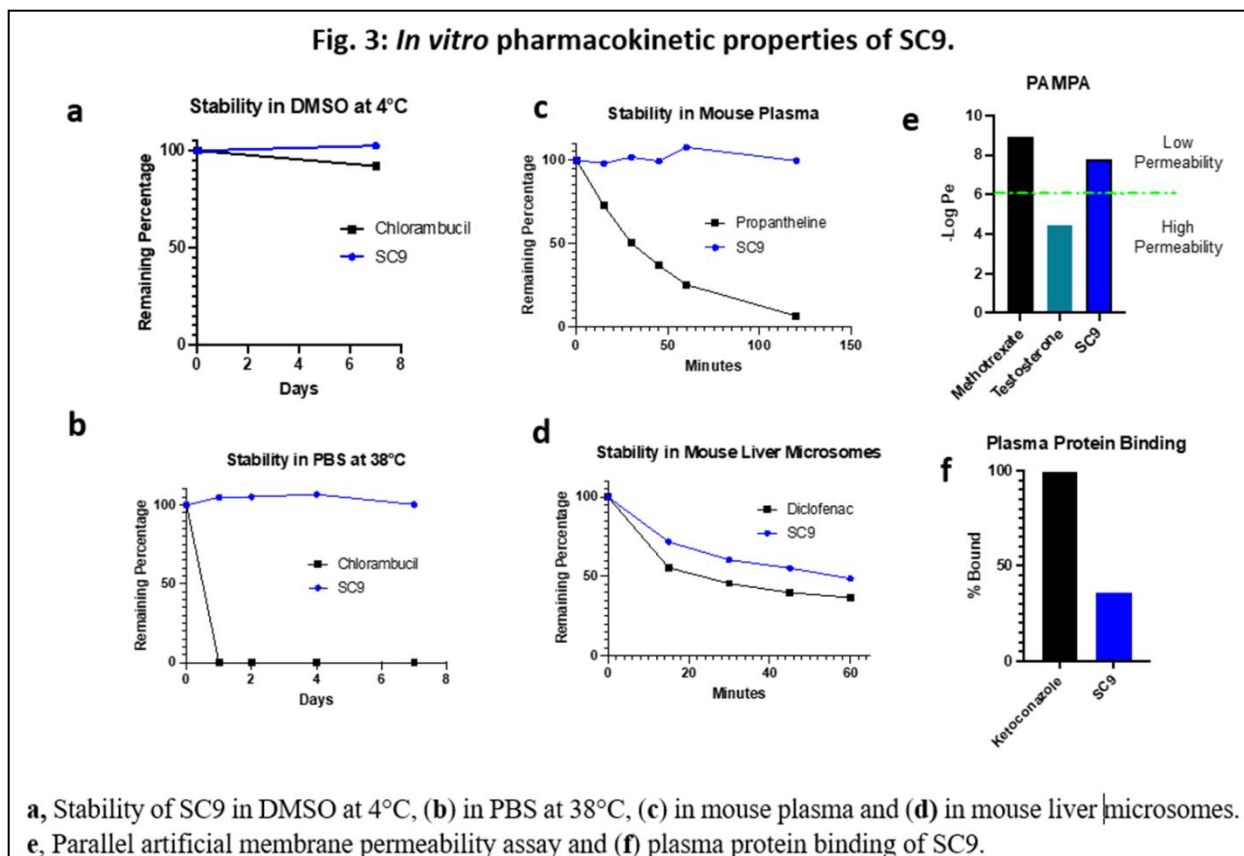 Fig. 3: In vitro pharmacokinetic properties of SC9.
a
Stability in DMSO at 4°C
Remaining Percentage
100
50
0
0 2 4 6 8
Days
Chlorambucil
SC9
b
Stability in PBS at 38°C
Remaining Percentage
100
50
0
0 2 4 6 8
Days
Chlorambucil
SC9
c
Stability in Mouse Plasma
Remaining Percentage
100
50
0
0 50 100 150
Minutes
Propantheline
SC9
d
Stability in Mouse Liver Microsomes
Remaining Percentage
100
50
0
0 20 40 60
Minutes
Diclofenac
SC9
e
PAMPA
-Log Pe
10
8
6
4
2
0
Low
Permeability
High
Permeability
Methotrexate
Testosterone
SC9
f
Plasma Protein Binding
% Bound
100
50
0
Ketoconazole
SC9
a, Stability of SC9 in DMSO at 4°C, (b) in PBS at 38°C, (c) in mouse plasma and (d) in mouse liver microsomes.
e, Parallel artificial membrane permeability assay and (f) plasma protein binding of SC9.